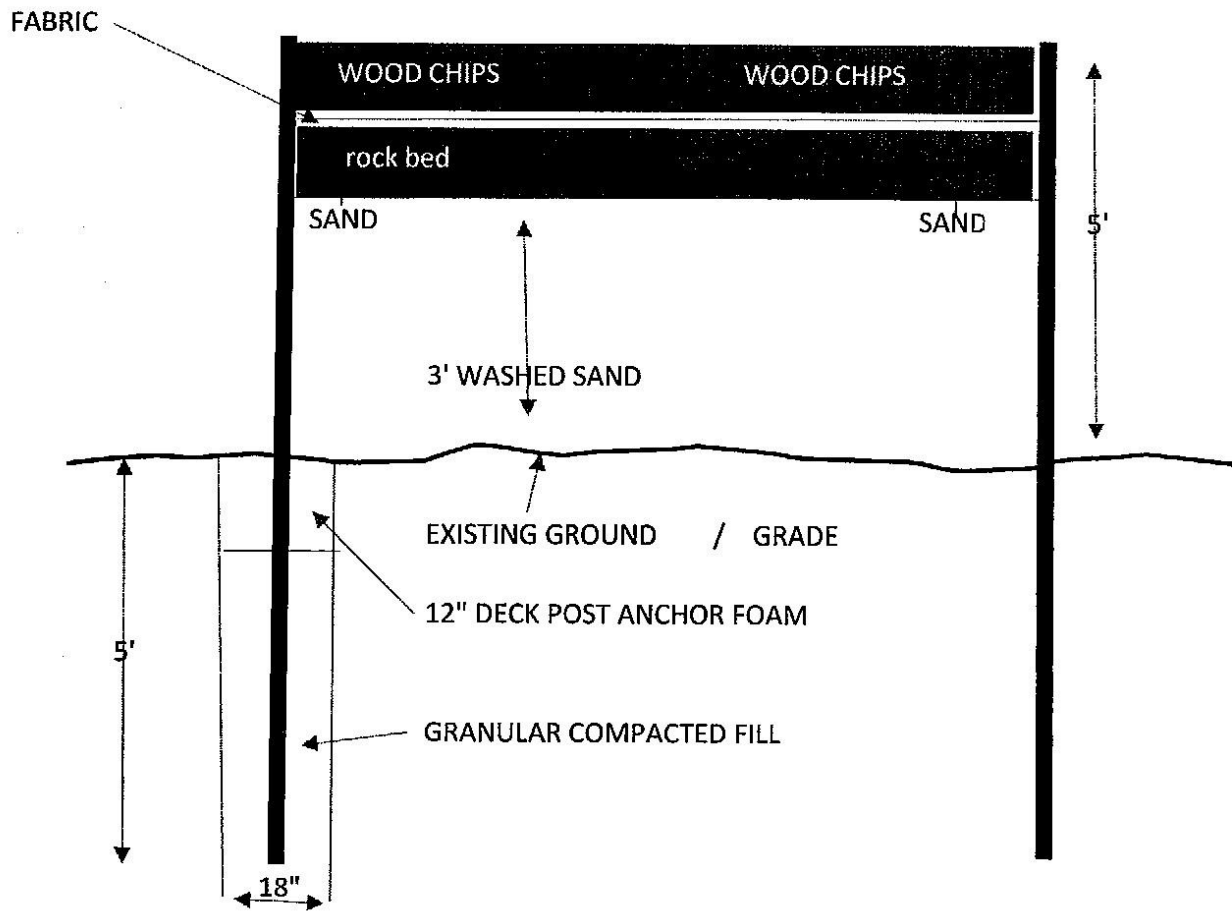 FABRIC
WOOD CHIPS WOOD CHIPS
rock bed
SAND SAND
5'
3' WASHED SAND
EXISTING GROUND / GRADE
12" DECK POST ANCHOR FOAM
5'
GRANULAR COMPACTED FILL
18"